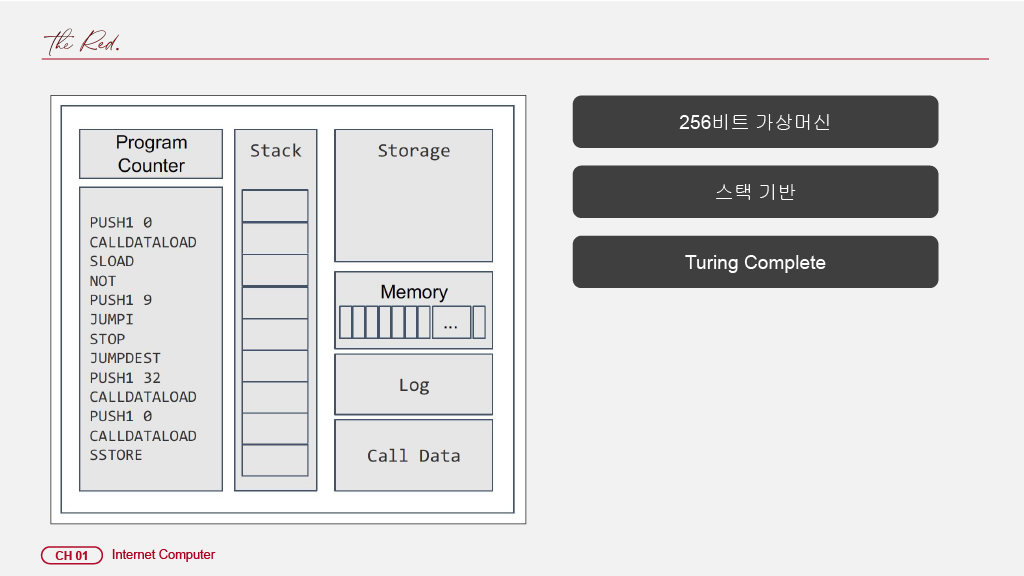 The Red.
Program
Counter
PUSH1 0
CALLDATALOAD
SLOAD
NOT
PUSH1 9
JUMPI
STOP
JUMPDEST
PUSH1 32
CALLDATALOAD
PUSH1 0
CALLDATALOAD
SSTORE
Stack
Storage
Memory
...
Log
Call Data
256비트 가상머신
스택 기반
Turing Complete
CH 01 Internet Computer